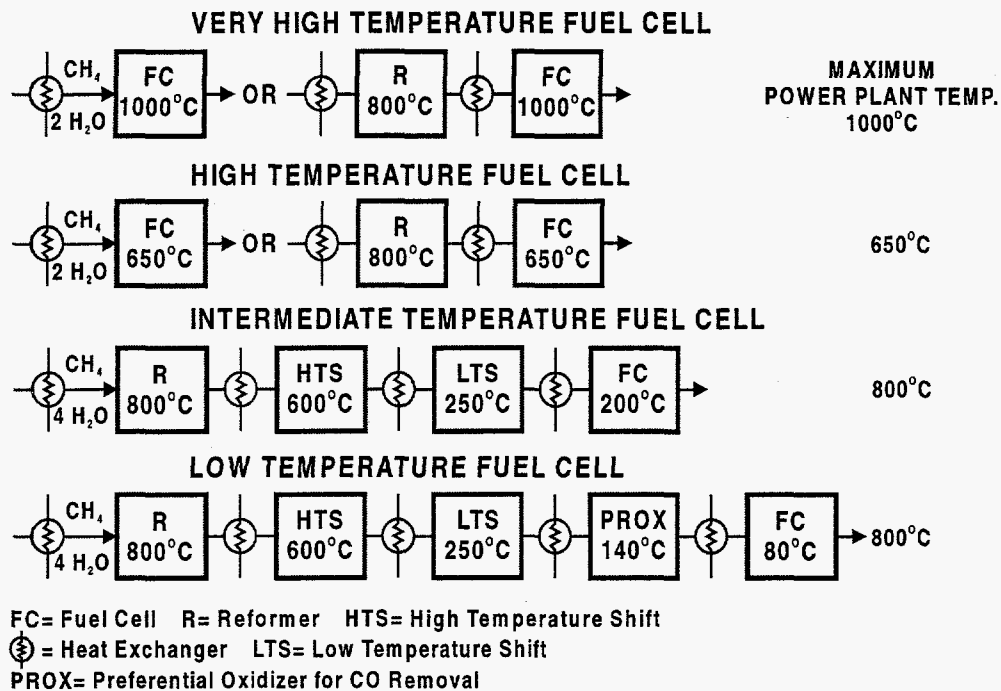 VERY HIGH TEMPERATURE FUEL CELL
CH₄
2 H₂O
FC
1000°C
OR
R
800°C
FC
1000°C
MAXIMUM
POWER PLANT TEMP.
1000°C
HIGH TEMPERATURE FUEL CELL
CH₄
2 H₂O
FC
650°C
OR
R
800°C
FC
650°C
650°C
INTERMEDIATE TEMPERATURE FUEL CELL
CH₄
4 H₂O
R
800°C
HTS
600°C
LTS
250°C
FC
200°C
800°C
LOW TEMPERATURE FUEL CELL
CH₄
4 H₂O
R
800°C
HTS
600°C
LTS
250°C
PROX
140°C
FC
80°C
800°C
FC= Fuel Cell R= Reformer HTS= High Temperature Shift
= Heat Exchanger LTS= Low Temperature Shift
PROX= Preferential Oxidizer for CO Removal